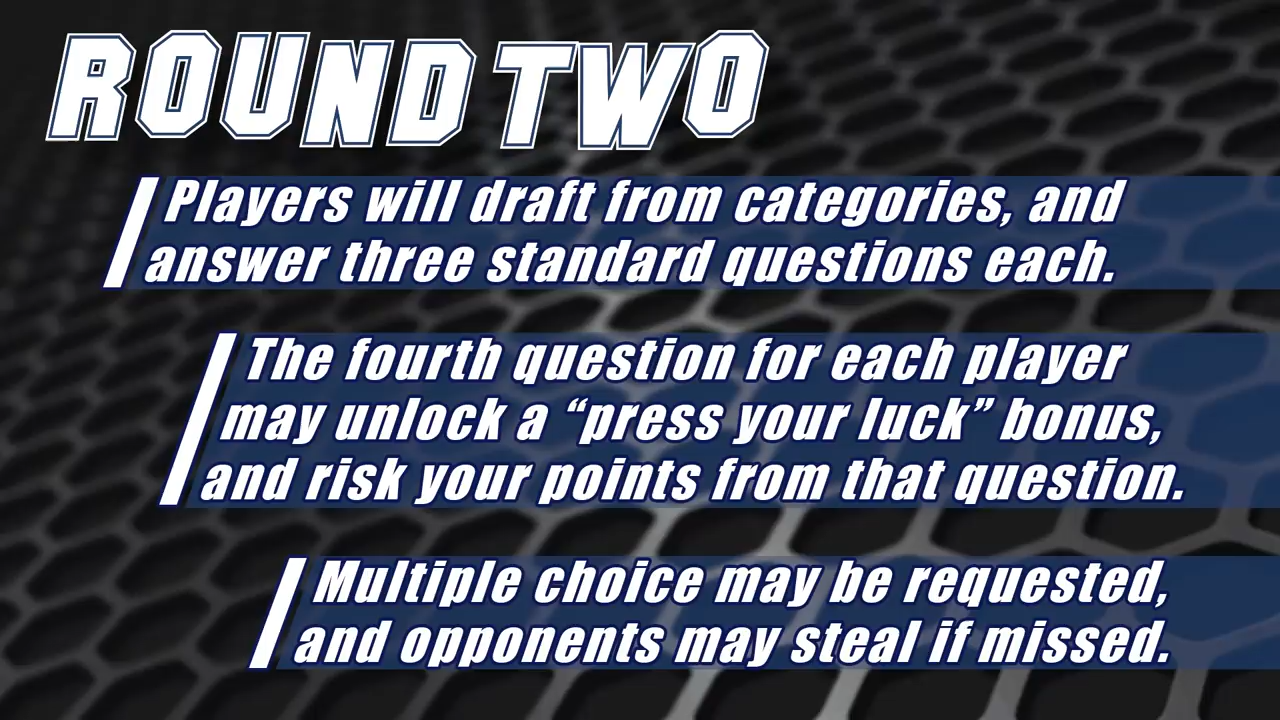 ROUND TWO
Players will draft from categories, and
answer three standard questions each.
The fourth question for each player
may unlock a “press your luck” bonus,
and risk your points from that question.
Multiple choice may be requested,
and opponents may steal if missed.